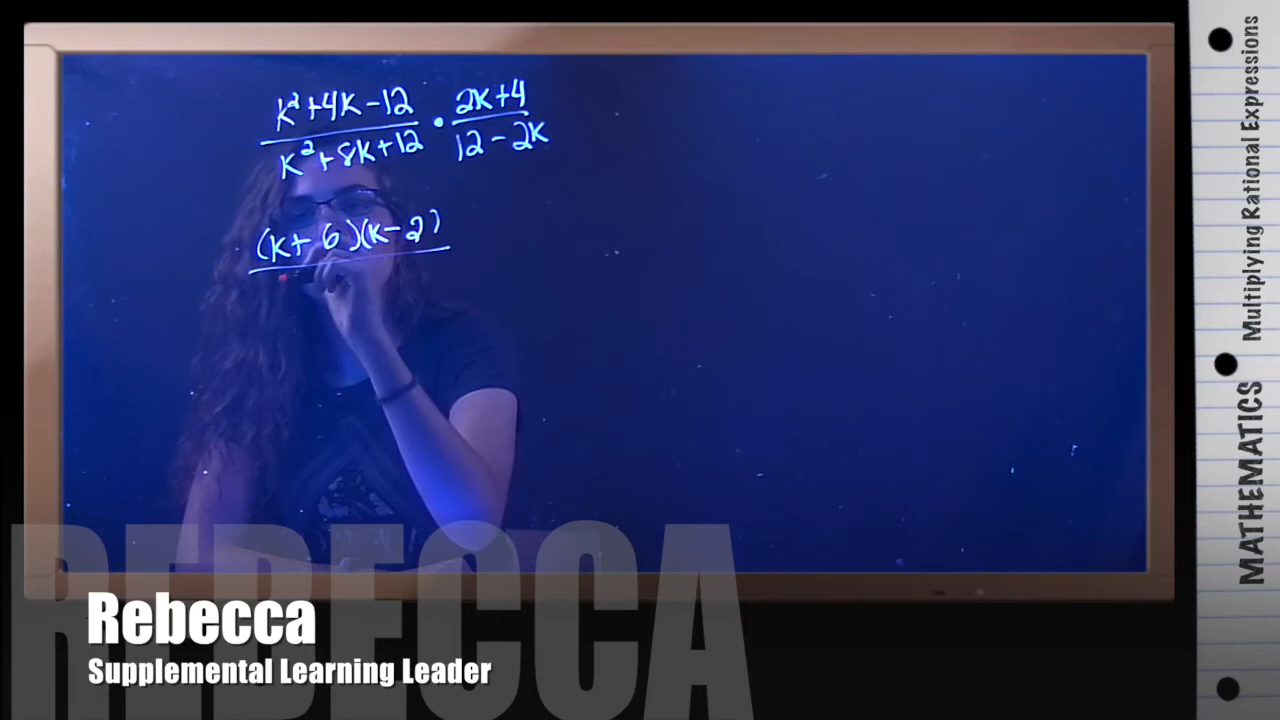 k² + 4k - 12   2k + 4
k² + 8k + 12 • 12 - 2k
(k + 6)(k - 2)
REBECCA
Rebecca
Supplemental Learning Leader
MATHEMATICS Multiplying Rational Expressions